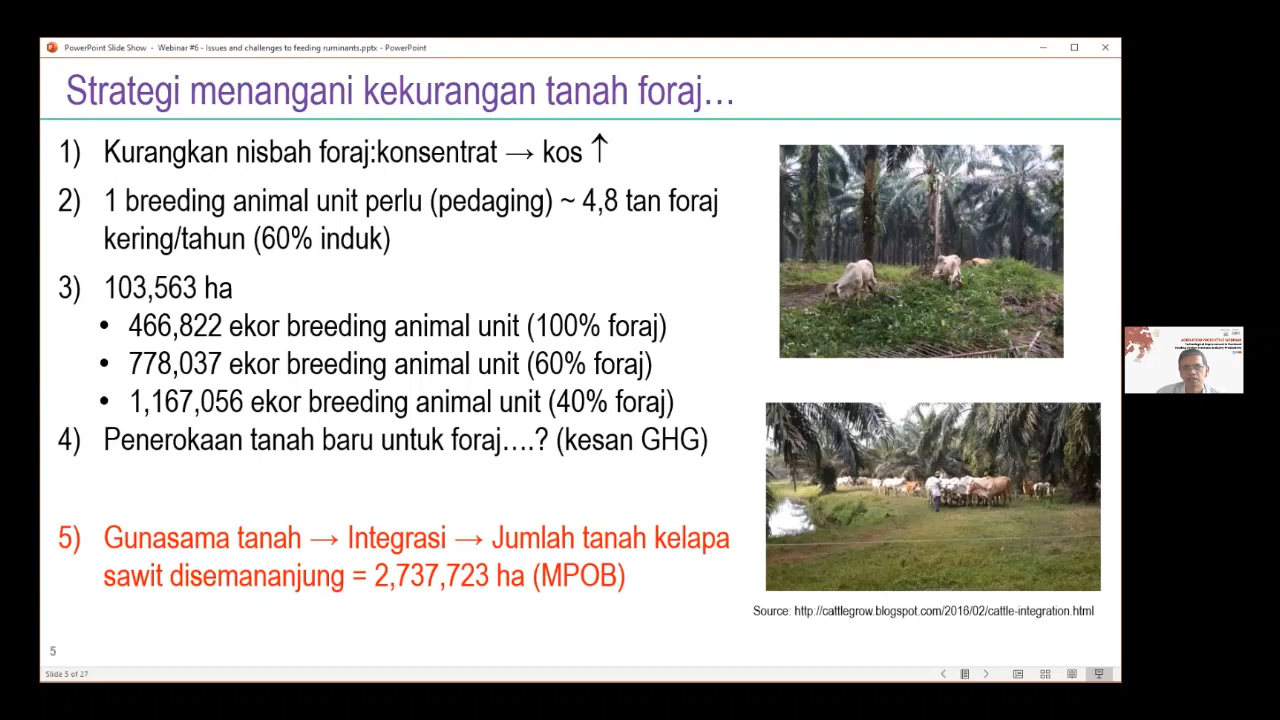 PowerPoint Slide Show - Webinar #6 - Issues and challenges to feeding ruminants.pptx - PowerPoint
Strategi menangani kekurangan tanah foraj…
1) Kurangkan nisbah foraj:konsentrat → kos ↑
2) 1 breeding animal unit perlu (pedaging) ~ 4,8 tan foraj
kering/tahun (60% induk)
3) 103,563 ha
• 466,822 ekor breeding animal unit (100% foraj)
• 778,037 ekor breeding animal unit (60% foraj)
• 1,167,056 ekor breeding animal unit (40% foraj)
4) Penerokaan tanah baru untuk foraj….? (kesan GHG)
5) Gunasama tanah → Integrasi → Jumlah tanah kelapa
sawit disemananjung = 2,737,723 ha (MPOB)
Source: http://cattlegrow.blogspot.com/2016/02/cattle-integration.html
5
Slide 5 of 27
AGRO-FOOD PRODUCTIVE WEBINAR